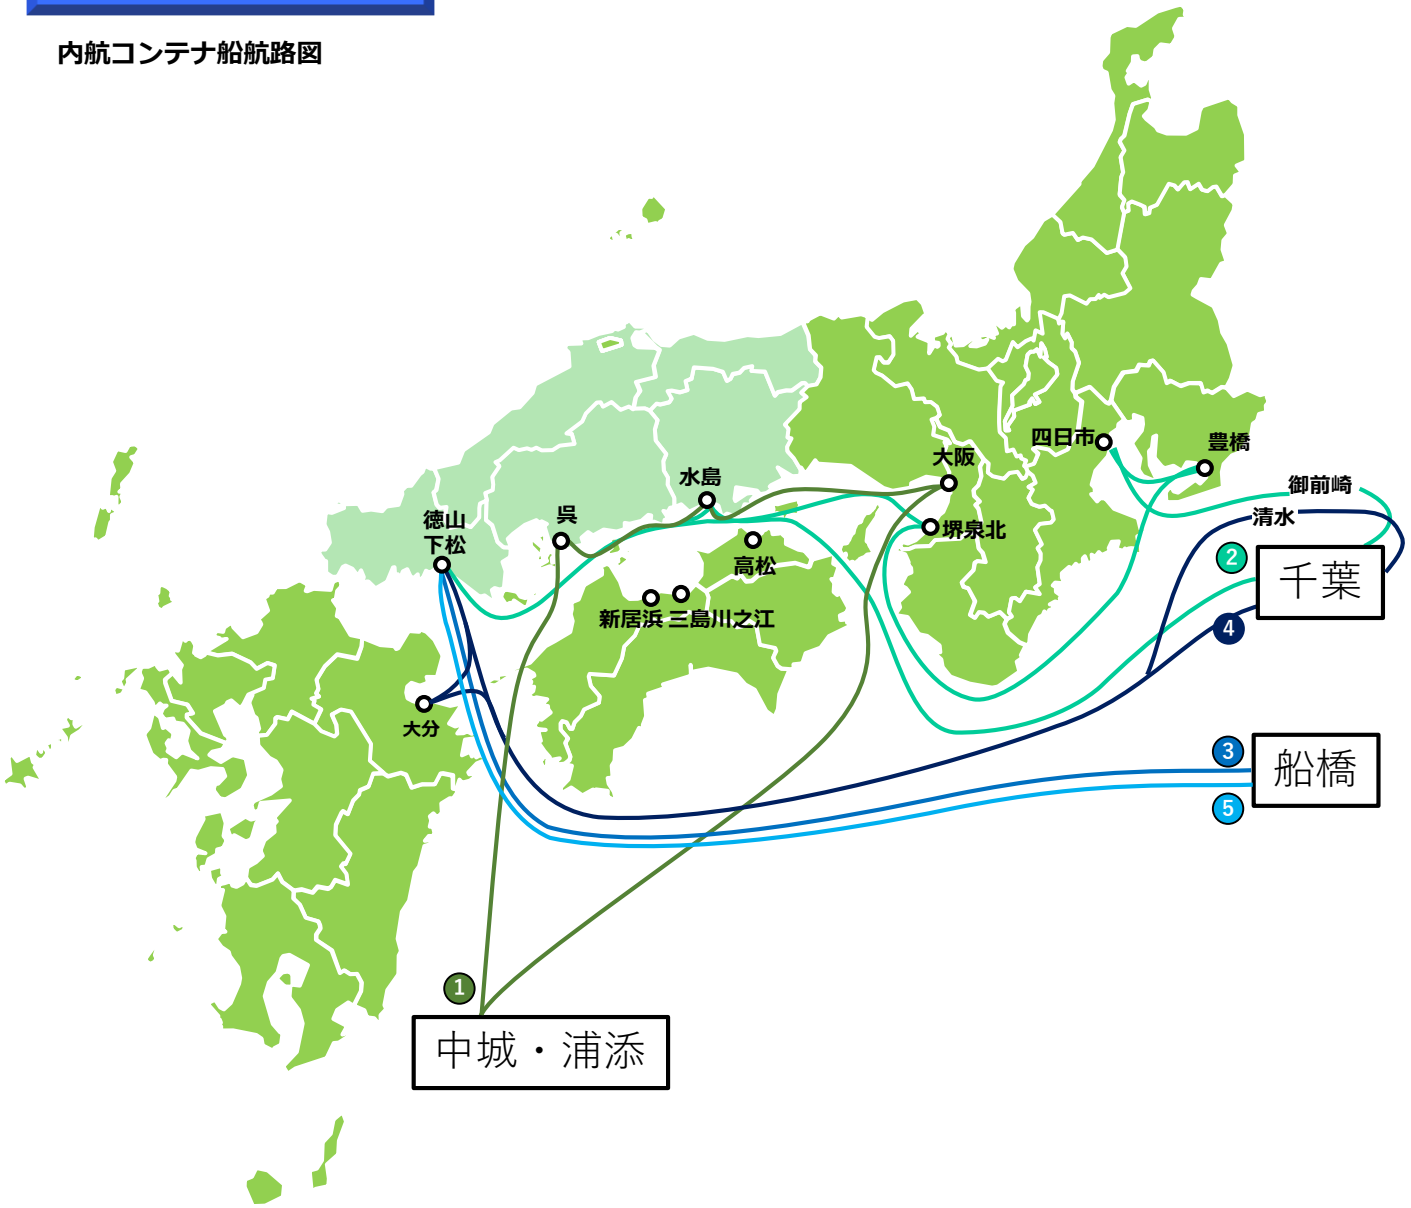 内航コンテナ船航路図
四日市
豊橋
大阪
水島
御前崎
徳山
下松
呉
清水
堺泉北
高松
2
千葉
新居浜
三島川之江
4
大分
3
船橋
5
1
中城・浦添